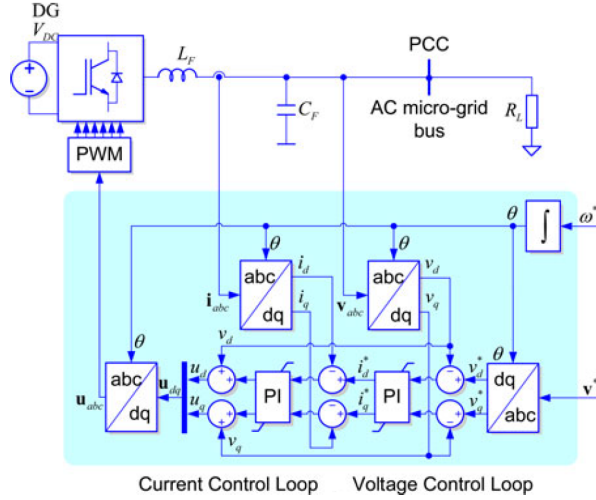 DG
V_DC
L_F
PCC
C_F
AC micro-grid
bus
R_L
PWM
θ
θ
θ
θ
∫
ω*
abc
dq
i_d
i_q
abc
dq
v_d
v_q
i_abc
v_abc
v_d
θ
abc
dq
u_abc
u_dq
u_d
u_q
v_q
PI
i_d*
i_q*
PI
v_d*
v_q*
dq
abc
v*
Current Control Loop
Voltage Control Loop